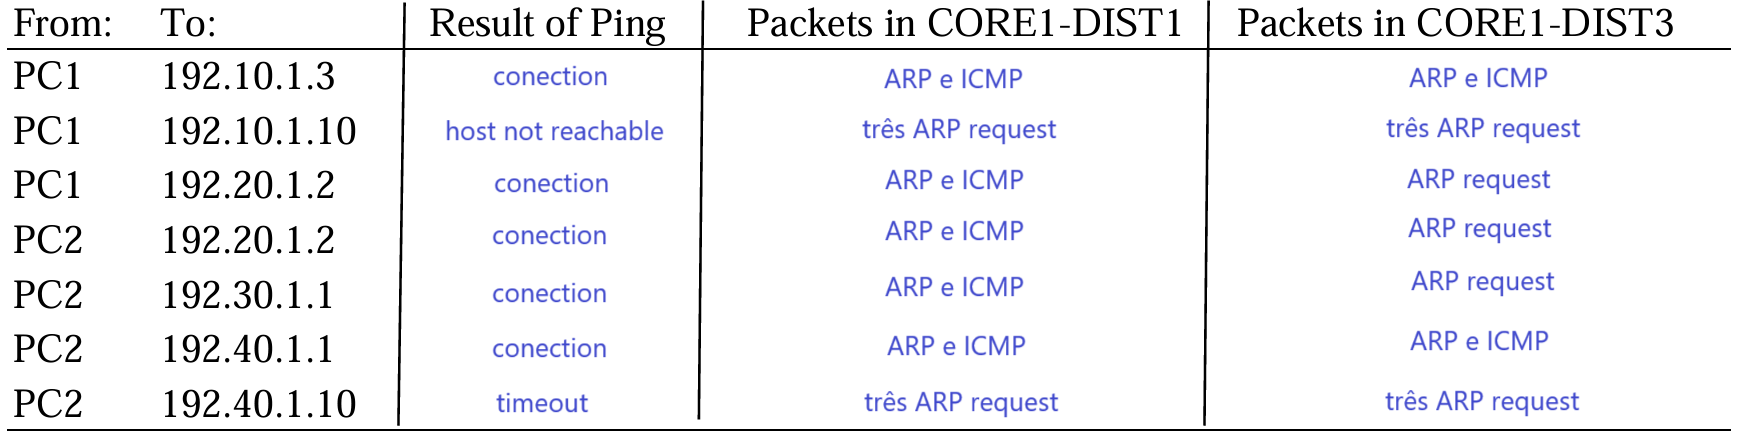 From: To: Result of Ping Packets in CORE1-DIST1 Packets in CORE1-DIST3
PC1 192.10.1.3 conection ARP e ICMP ARP e ICMP
PC1 192.10.1.10 host not reachable três ARP request três ARP request
PC1 192.20.1.2 conection ARP e ICMP ARP request
PC2 192.20.1.2 conection ARP e ICMP ARP request
PC2 192.30.1.1 conection ARP e ICMP ARP request
PC2 192.40.1.1 conection ARP e ICMP ARP e ICMP
PC2 192.40.1.10 timeout três ARP request três ARP request